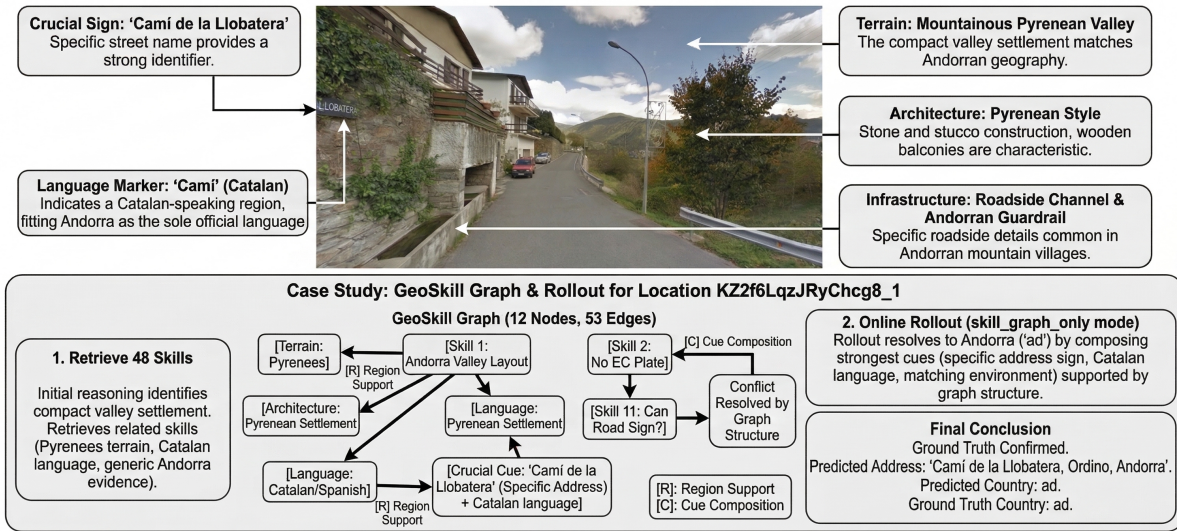 Crucial Sign: ‘Camí de la Llobatera’
Specific street name provides a
strong identifier.
Language Marker: ‘Camí’ (Catalan)
Indicates a Catalan-speaking region,
fitting Andorra as the sole official language
LLOBATERA
Terrain: Mountainous Pyrenean Valley
The compact valley settlement matches
Andorran geography.
Architecture: Pyrenean Style
Stone and stucco construction, wooden
balconies are characteristic.
Infrastructure: Roadside Channel &
Andorran Guardrail
Specific roadside details common in
Andorran mountain villages.
Case Study: GeoSkill Graph & Rollout for Location KZ2f6LqzJRyChcg8_1
1. Retrieve 48 Skills
Initial reasoning identifies
compact valley settlement.
Retrieves related skills
(Pyrenees terrain, Catalan
language, generic Andorra
evidence).
GeoSkill Graph (12 Nodes, 53 Edges)
[Terrain:
Pyrenees]
[Skill 1:
Andorra Valley Layout
[R] Region
Support
[Architecture:
Pyrenean Settlement]
[Language:
Pyrenean Settlement]
[Language:
Catalan/Spanish]
[R] Region
Support
[Crucial Cue: ‘Camí de la
Llobatera’ (Specific Address)
+ Catalan language]
[Skill 2:
No EC Plate]
[C] Cue Composition
[Skill 11: Can
Road Sign?]
Conflict
Resolved by
Graph
Structure
[R]: Region Support
[C]: Cue Composition
2. Online Rollout (skill_graph_only mode)
Rollout resolves to Andorra (‘ad’) by composing
strongest cues (specific address sign, Catalan
language, matching environment) supported by
graph structure.
Final Conclusion
Ground Truth Confirmed.
Predicted Address: ‘Camí de la Llobatera, Ordino, Andorra’.
Predicted Country: ad.
Ground Truth Country: ad.